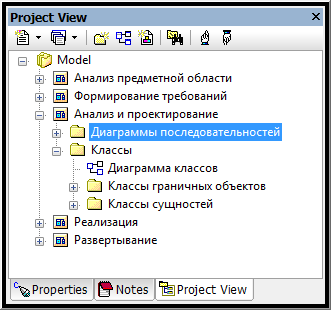 Project View
Model
Анализ предметной области
Формирование требований
Анализ и проектирование
Диаграммы последовательностей
Классы
Диаграмма классов
Классы граничных объектов
Классы сущностей
Реализация
Развертывание
Properties
Notes
Project View